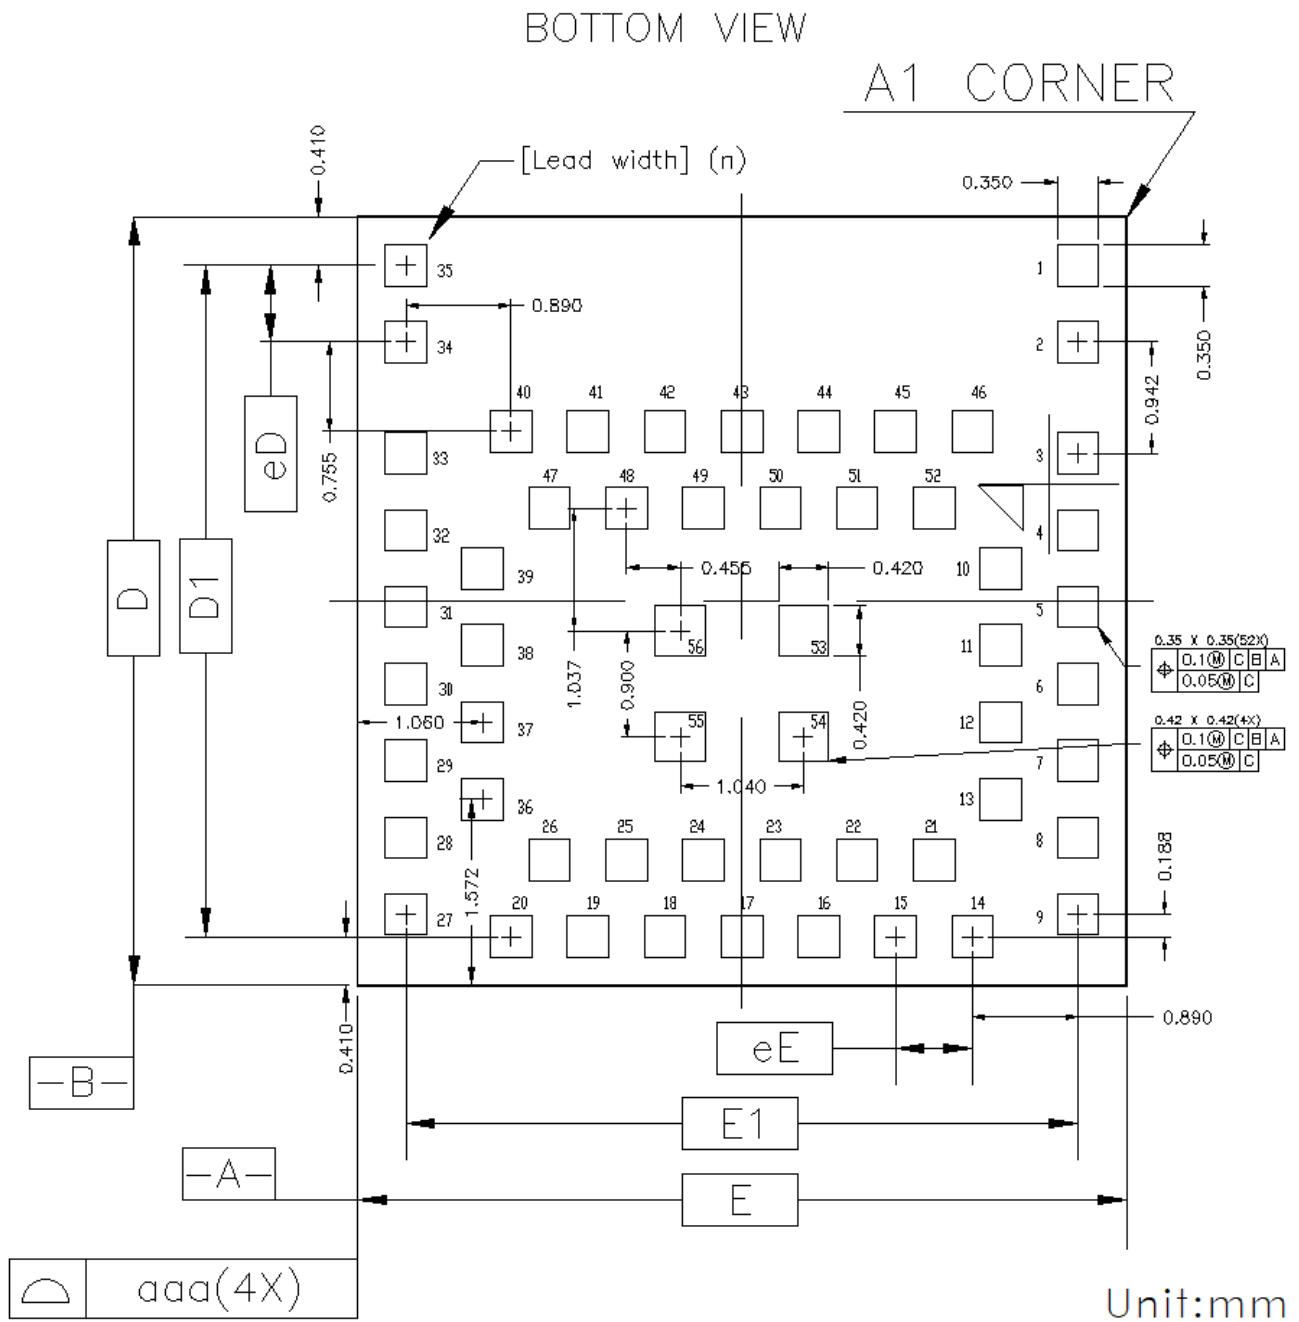 BOTTOM VIEW
A1 CORNER
[Lead width] (n)
0.410
0.350
35
1
0.890
34
2
0.350
eD
0.755
40 41 42 43 44 45 46
0.942
33
3
47 48 49 50 51 52
32
4
39
10
0.455
0.420
D
D1
31
5
56
53
38
11
0.35 X 0.35(52X)
0.1Ⓜ C B A
0.05Ⓜ C
1.037
0.900
30
6
1.060
37
55
54
0.420
12
0.42 X 0.42(4X)
0.1Ⓜ C B A
0.05Ⓜ C
29
7
1.040
36
13
28
26 25 24 23 22 21
8
0.188
1.572
27
20 19 18 17 16 15 14
9
0.410
0.890
eE
-B-
E1
-A-
E
aaa(4X)
Unit:mm